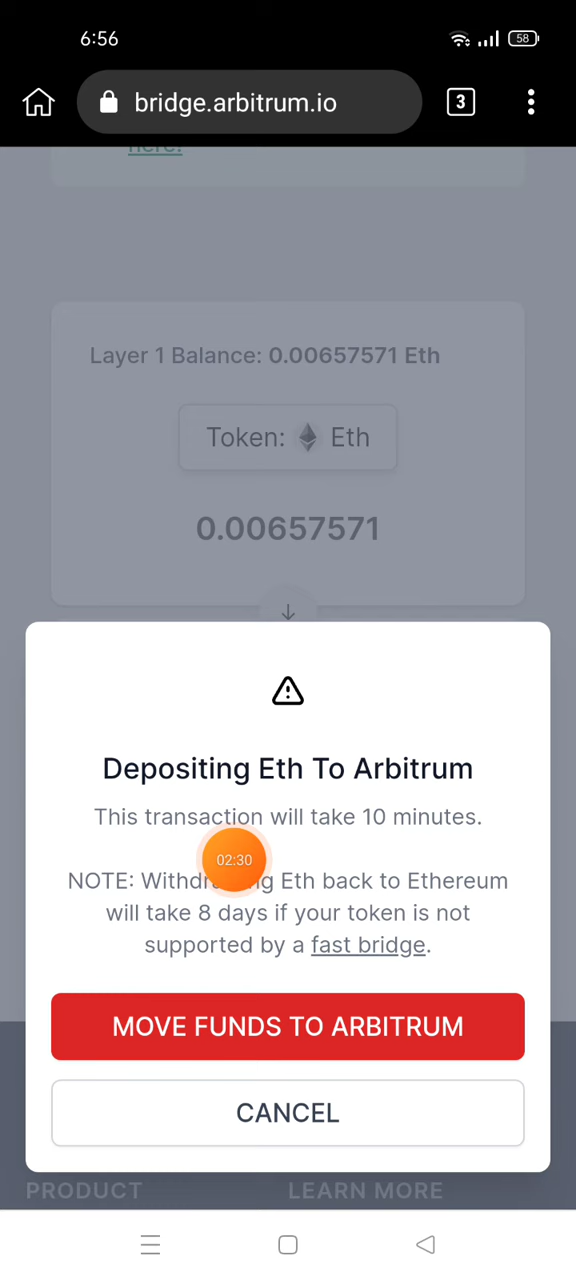 6:56
58
bridge.arbitrum.io
3
here!
Layer 1 Balance: 0.00657571 Eth
Token: Eth
0.00657571
Depositing Eth To Arbitrum
This transaction will take 10 minutes.
02:30
NOTE: Withdrawing Eth back to Ethereum
will take 8 days if your token is not
supported by a fast bridge.
MOVE FUNDS TO ARBITRUM
CANCEL
PRODUCT
LEARN MORE